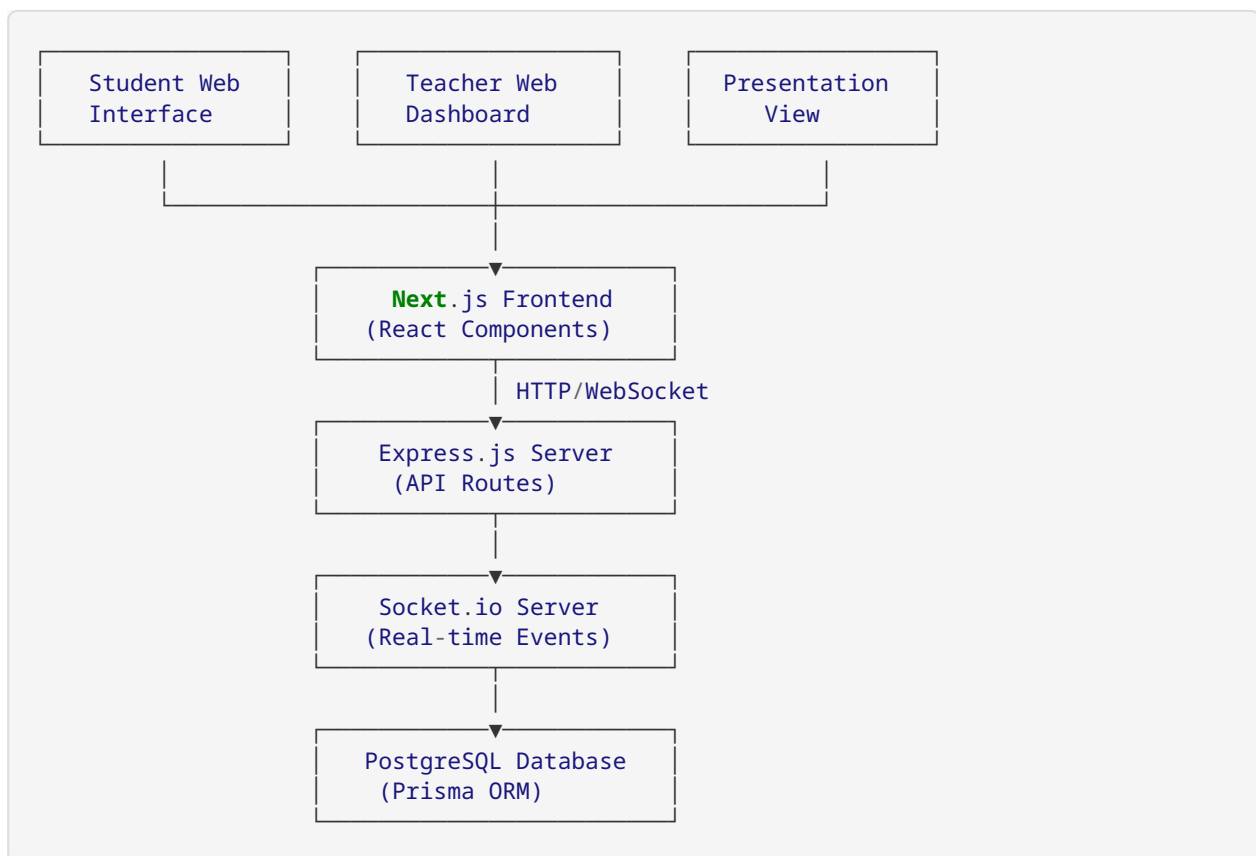 Student Web Teacher Web Presentation
Interface Dashboard View
Next.js Frontend
(React Components)
HTTP/WebSocket
Express.js Server
(API Routes)
Socket.io Server
(Real-time Events)
PostgreSQL Database
(Prisma ORM)